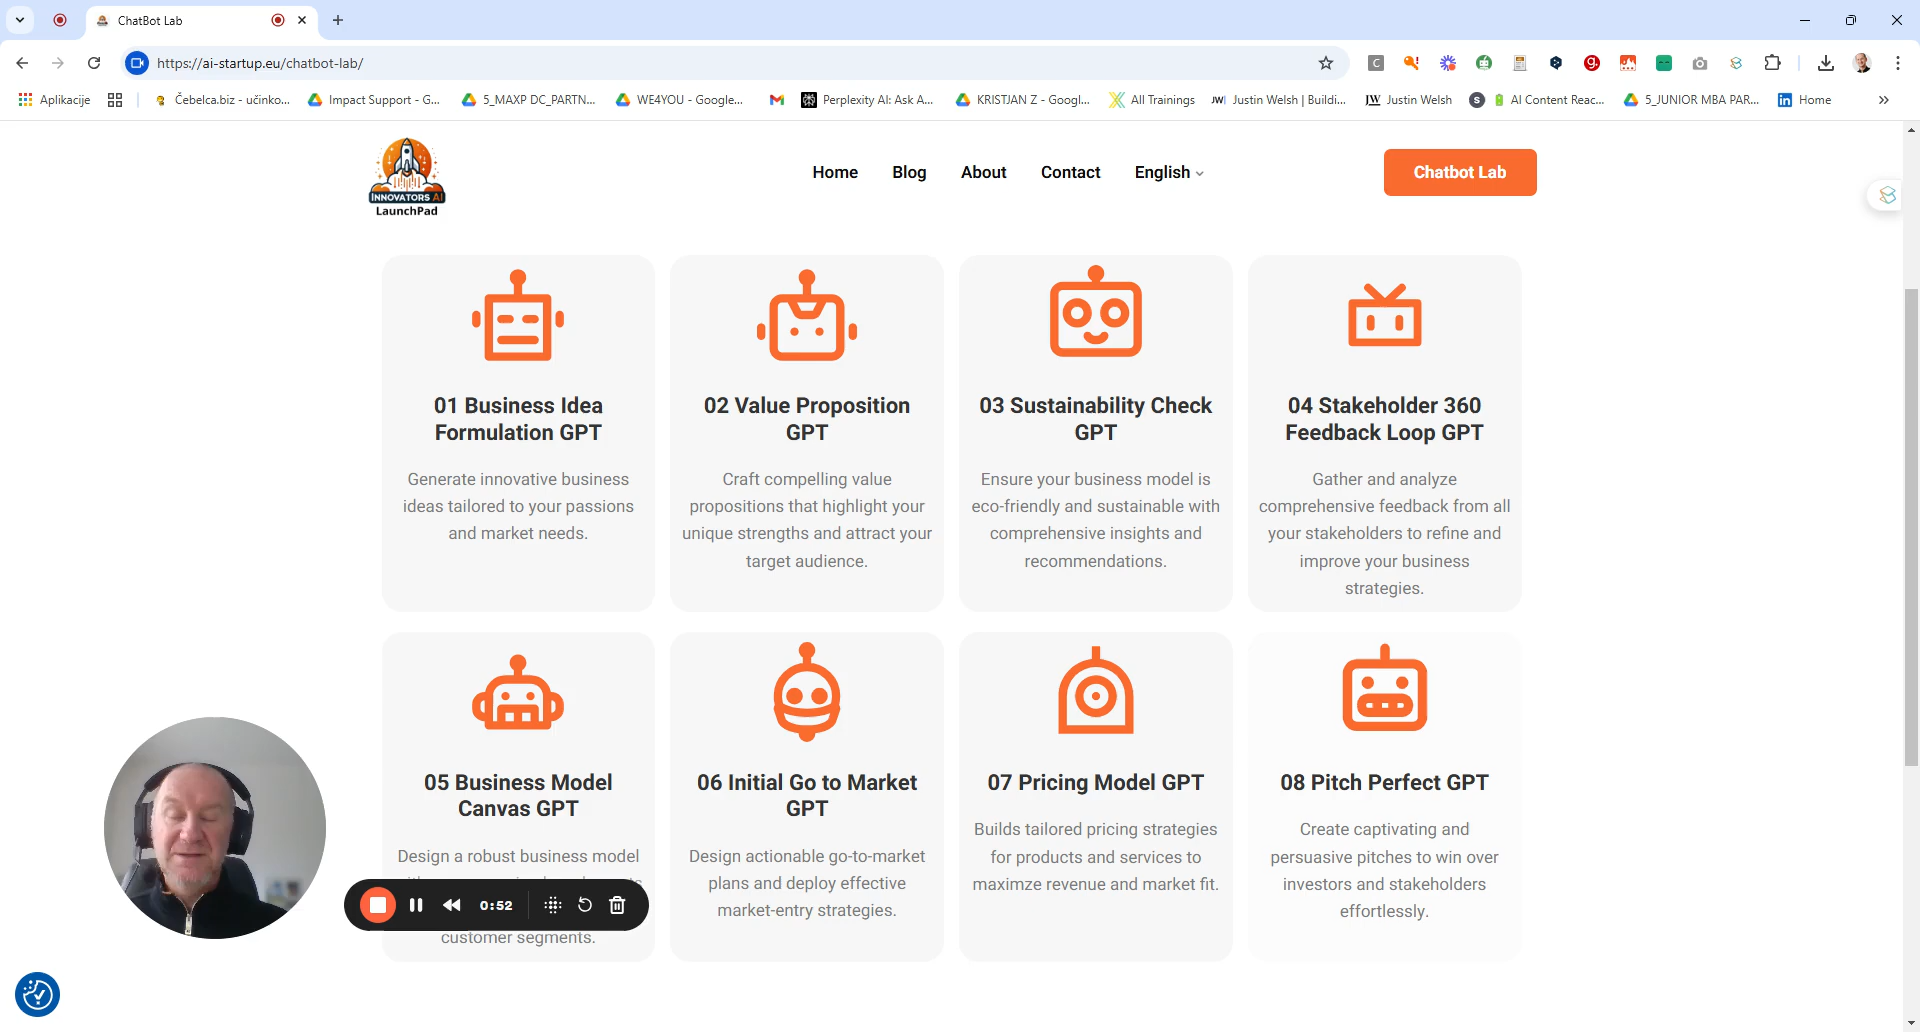 ChatBot Lab
https://ai-startup.eu/chatbot-lab/
Aplikacije
Čebelca.biz - učinko...
Impact Support - G...
5_MAXP DC_PARTN...
WE4YOU - Google...
Perplexity AI: Ask A...
KRISTJAN Z - Googl...
All Trainings
JW Justin Welsh | Buildi...
JW Justin Welsh
S AI Content Reac...
5_JUNIOR MBA PAR...
in Home
INNOVATORS AI
LaunchPad
Home
Blog
About
Contact
English
Chatbot Lab
01 Business Idea
Formulation GPT
Generate innovative business
ideas tailored to your passions
and market needs.
02 Value Proposition
GPT
Craft compelling value
propositions that highlight your
unique strengths and attract your
target audience.
03 Sustainability Check
GPT
Ensure your business model is
eco-friendly and sustainable with
comprehensive insights and
recommendations.
04 Stakeholder 360
Feedback Loop GPT
Gather and analyze
comprehensive feedback from all
your stakeholders to refine and
improve your business
strategies.
05 Business Model
Canvas GPT
Design a robust business model
customer segments.
0:52
06 Initial Go to Market
GPT
Design actionable go-to-market
plans and deploy effective
market-entry strategies.
07 Pricing Model GPT
Builds tailored pricing strategies
for products and services to
maximze revenue and market fit.
08 Pitch Perfect GPT
Create captivating and
persuasive pitches to win over
investors and stakeholders
effortlessly.